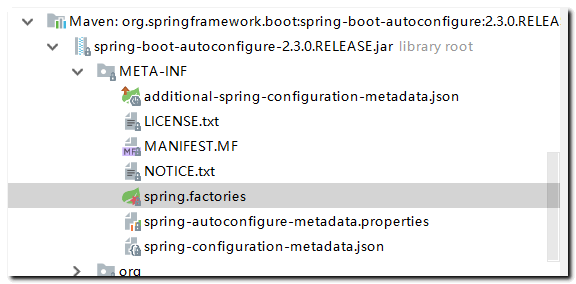 Maven: org.springframework.boot:spring-boot-autoconfigure:2.3.0.RELEAS
spring-boot-autoconfigure-2.3.0.RELEASE.jar library root
META-INF
additional-spring-configuration-metadata.json
LICENSE.txt
MF MANIFEST.MF
NOTICE.txt
spring.factories
spring-autoconfigure-metadata.properties
spring-configuration-metadata.json
org